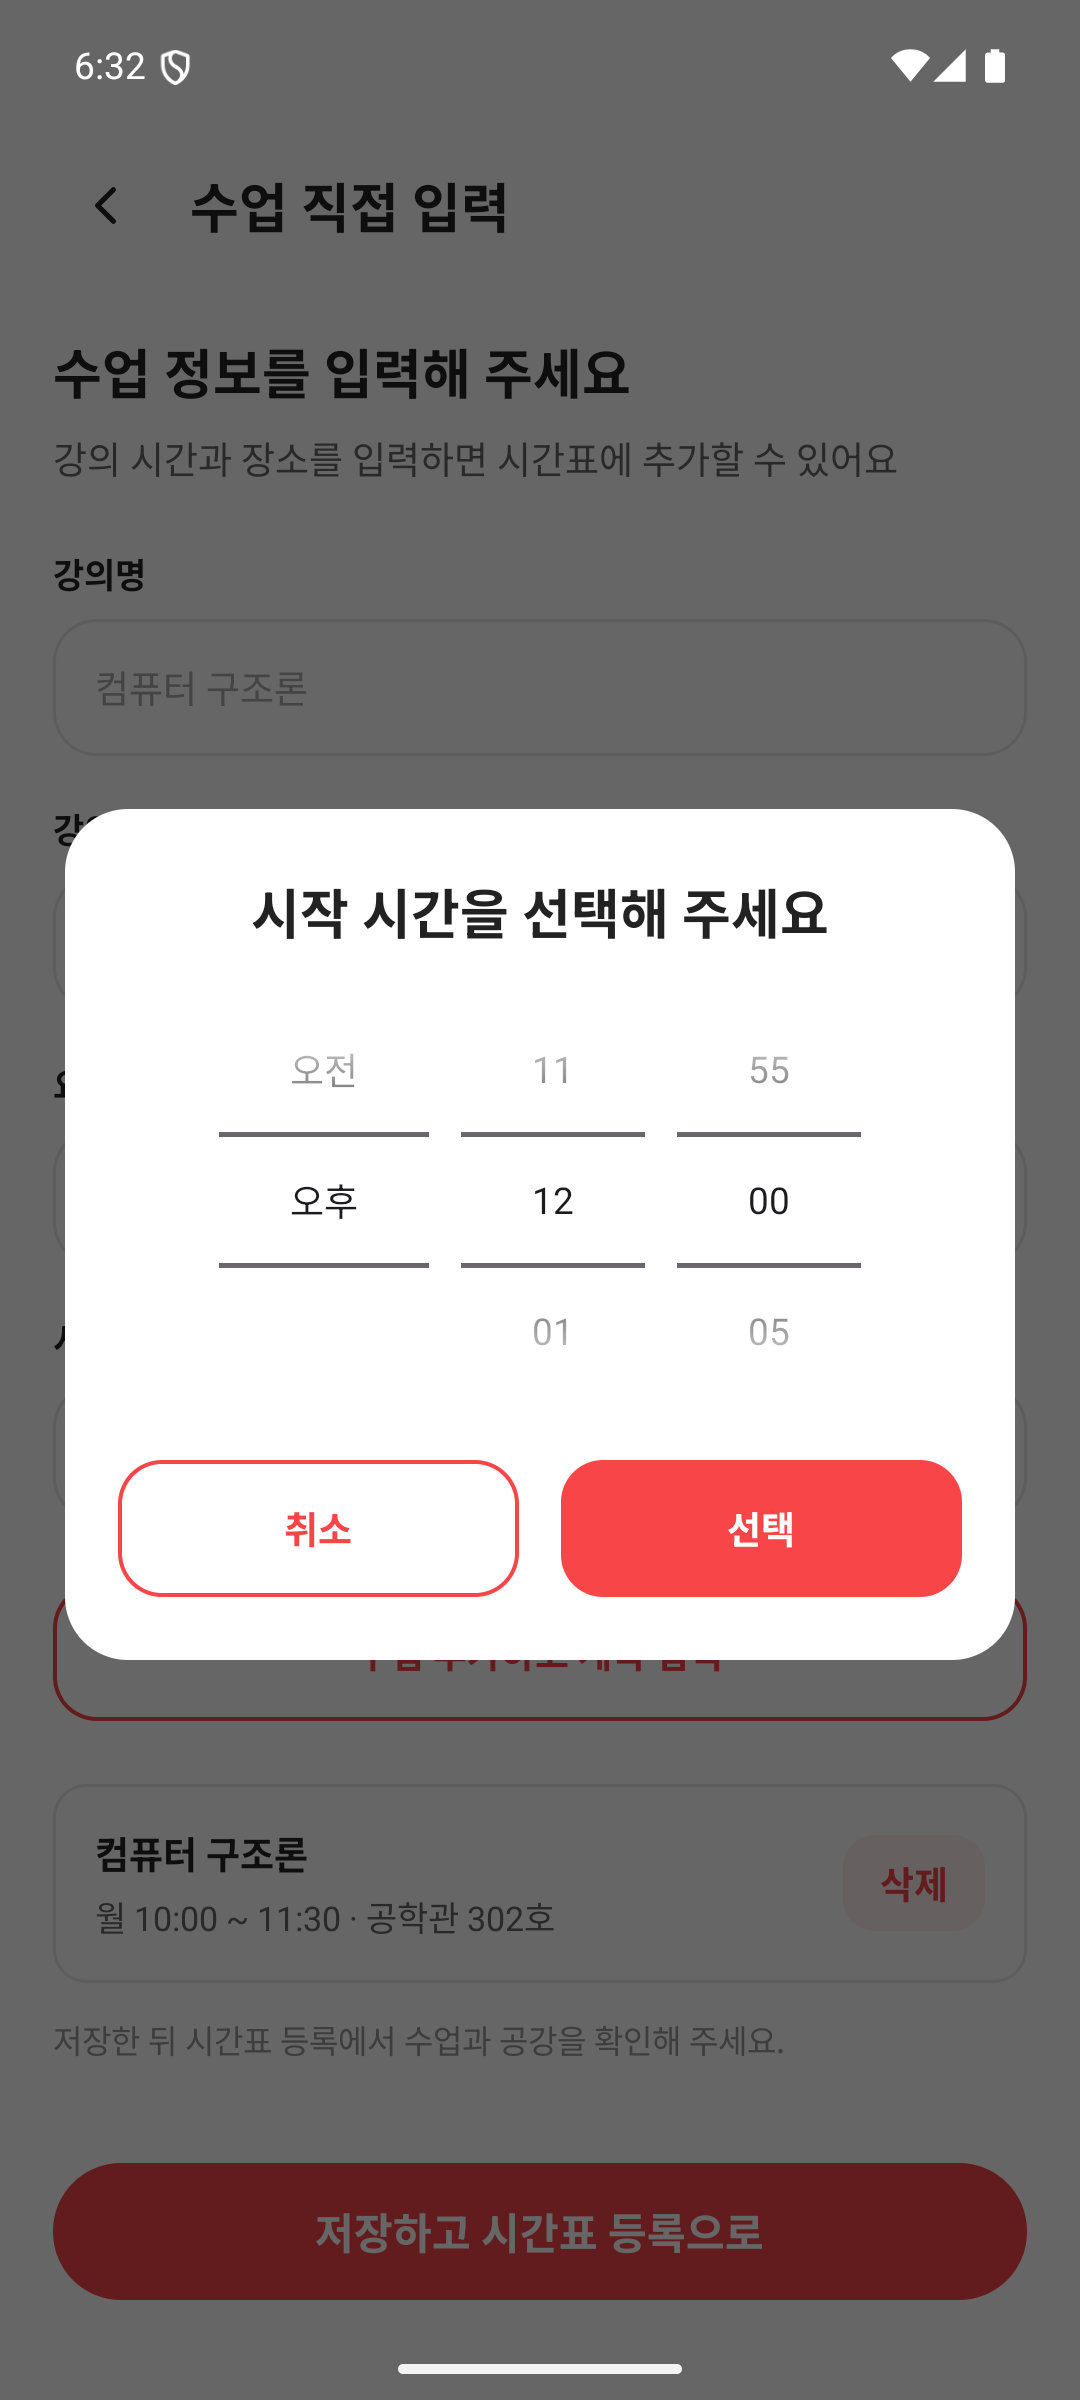 6:32
수업 직접 입력
수업 정보를 입력해 주세요
강의 시간과 장소를 입력하면 시간표에 추가할 수 있어요
강의명
컴퓨터 구조론
시작 시간을 선택해 주세요
오전 11 55
오후 12 00
01 05
취소 선택
컴퓨터 구조론
월 10:00 ~ 11:30 · 공학관 302호
삭제
저장한 뒤 시간표 등록에서 수업과 공강을 확인해 주세요.
저장하고 시간표 등록으로